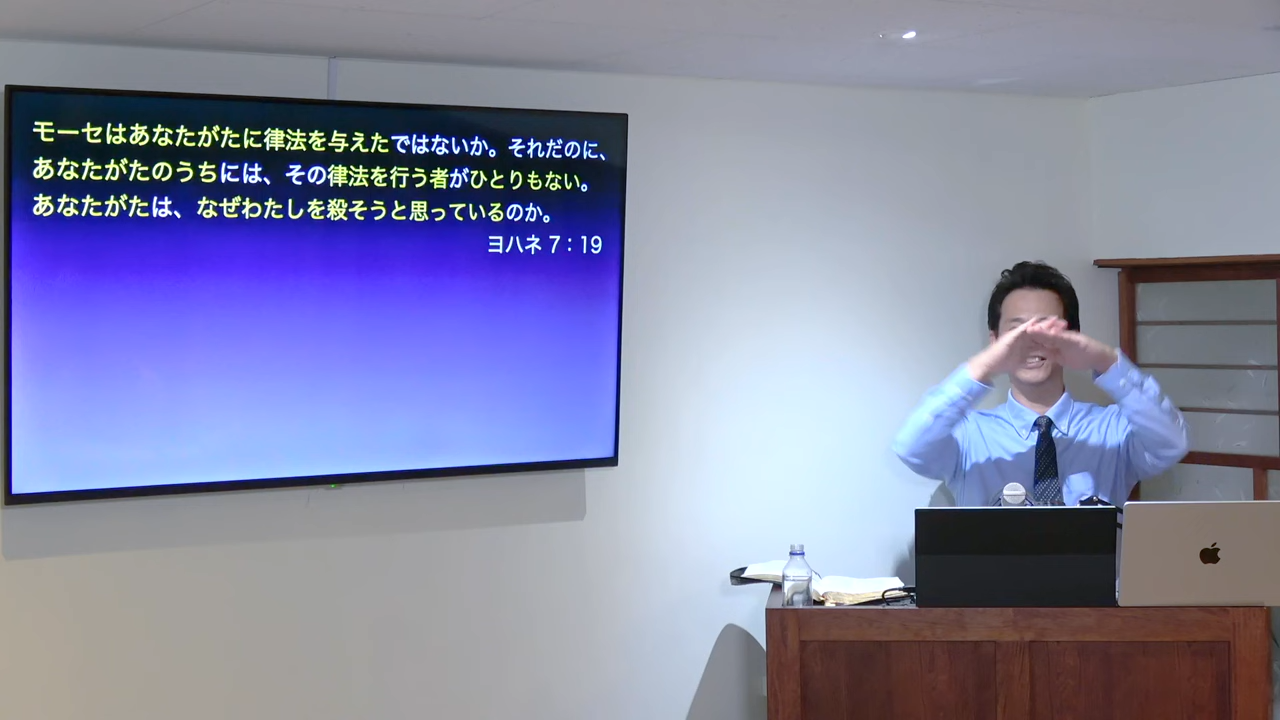 モーセはあなたがたに律法を与えたではないか。それだのに、
あなたがたのうちには、その律法を行う者がひとりもない。
あなたがたは、なぜわたしを殺そうと思っているのか。
ヨハネ 7：19